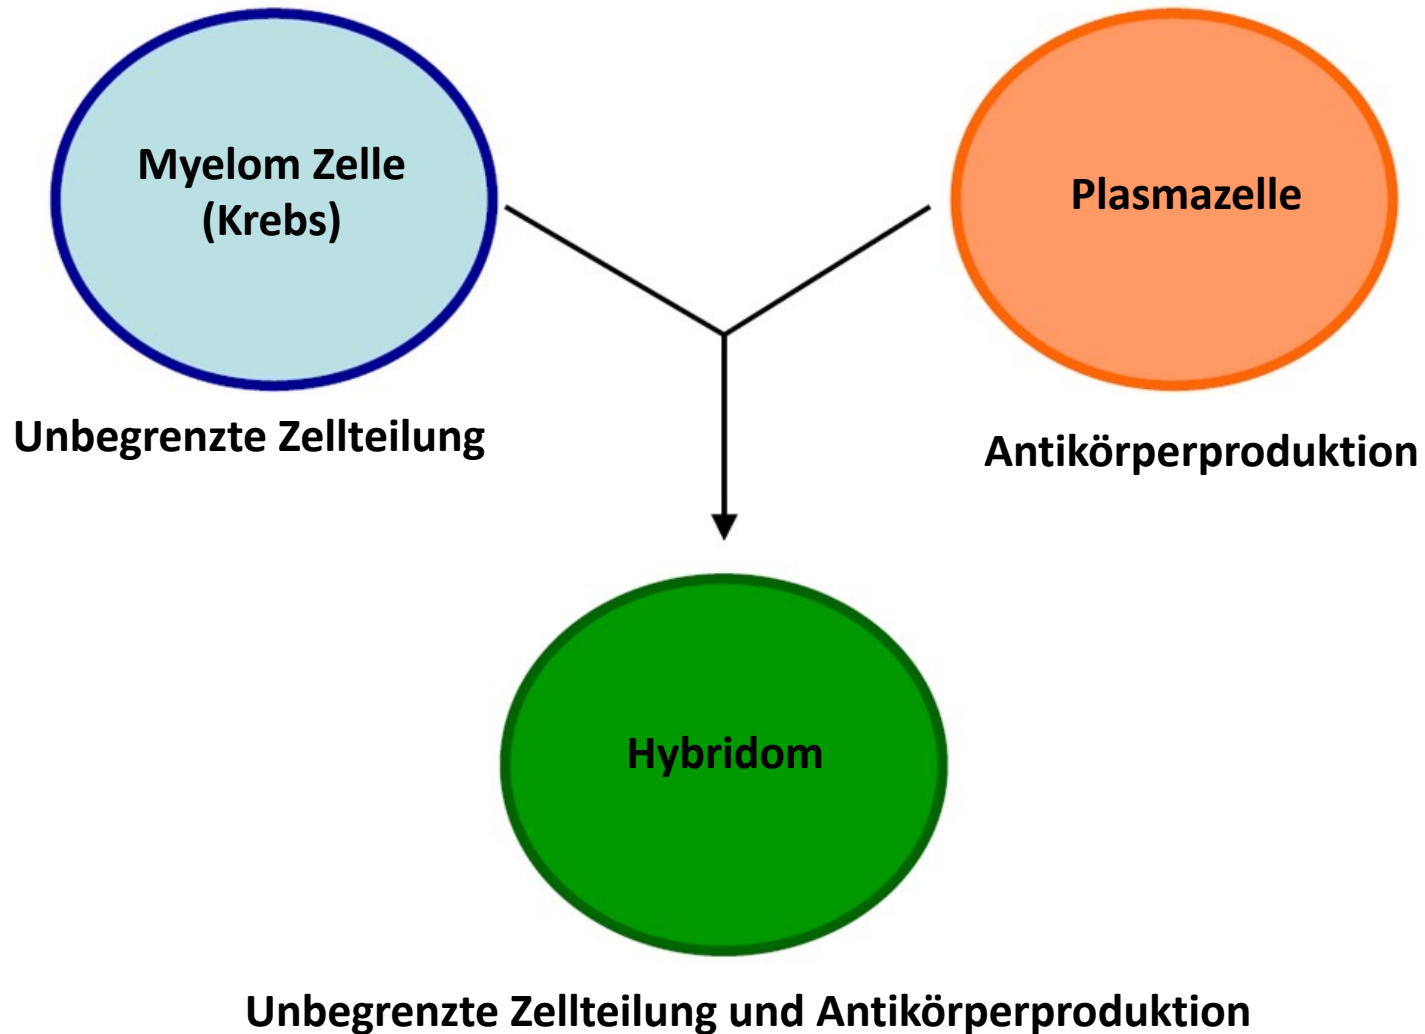 Myelom Zelle
(Krebs)
Plasmazelle
Unbegrenzte Zellteilung
Antikörperproduktion
Hybridom
Unbegrenzte Zellteilung und Antikörperproduktion